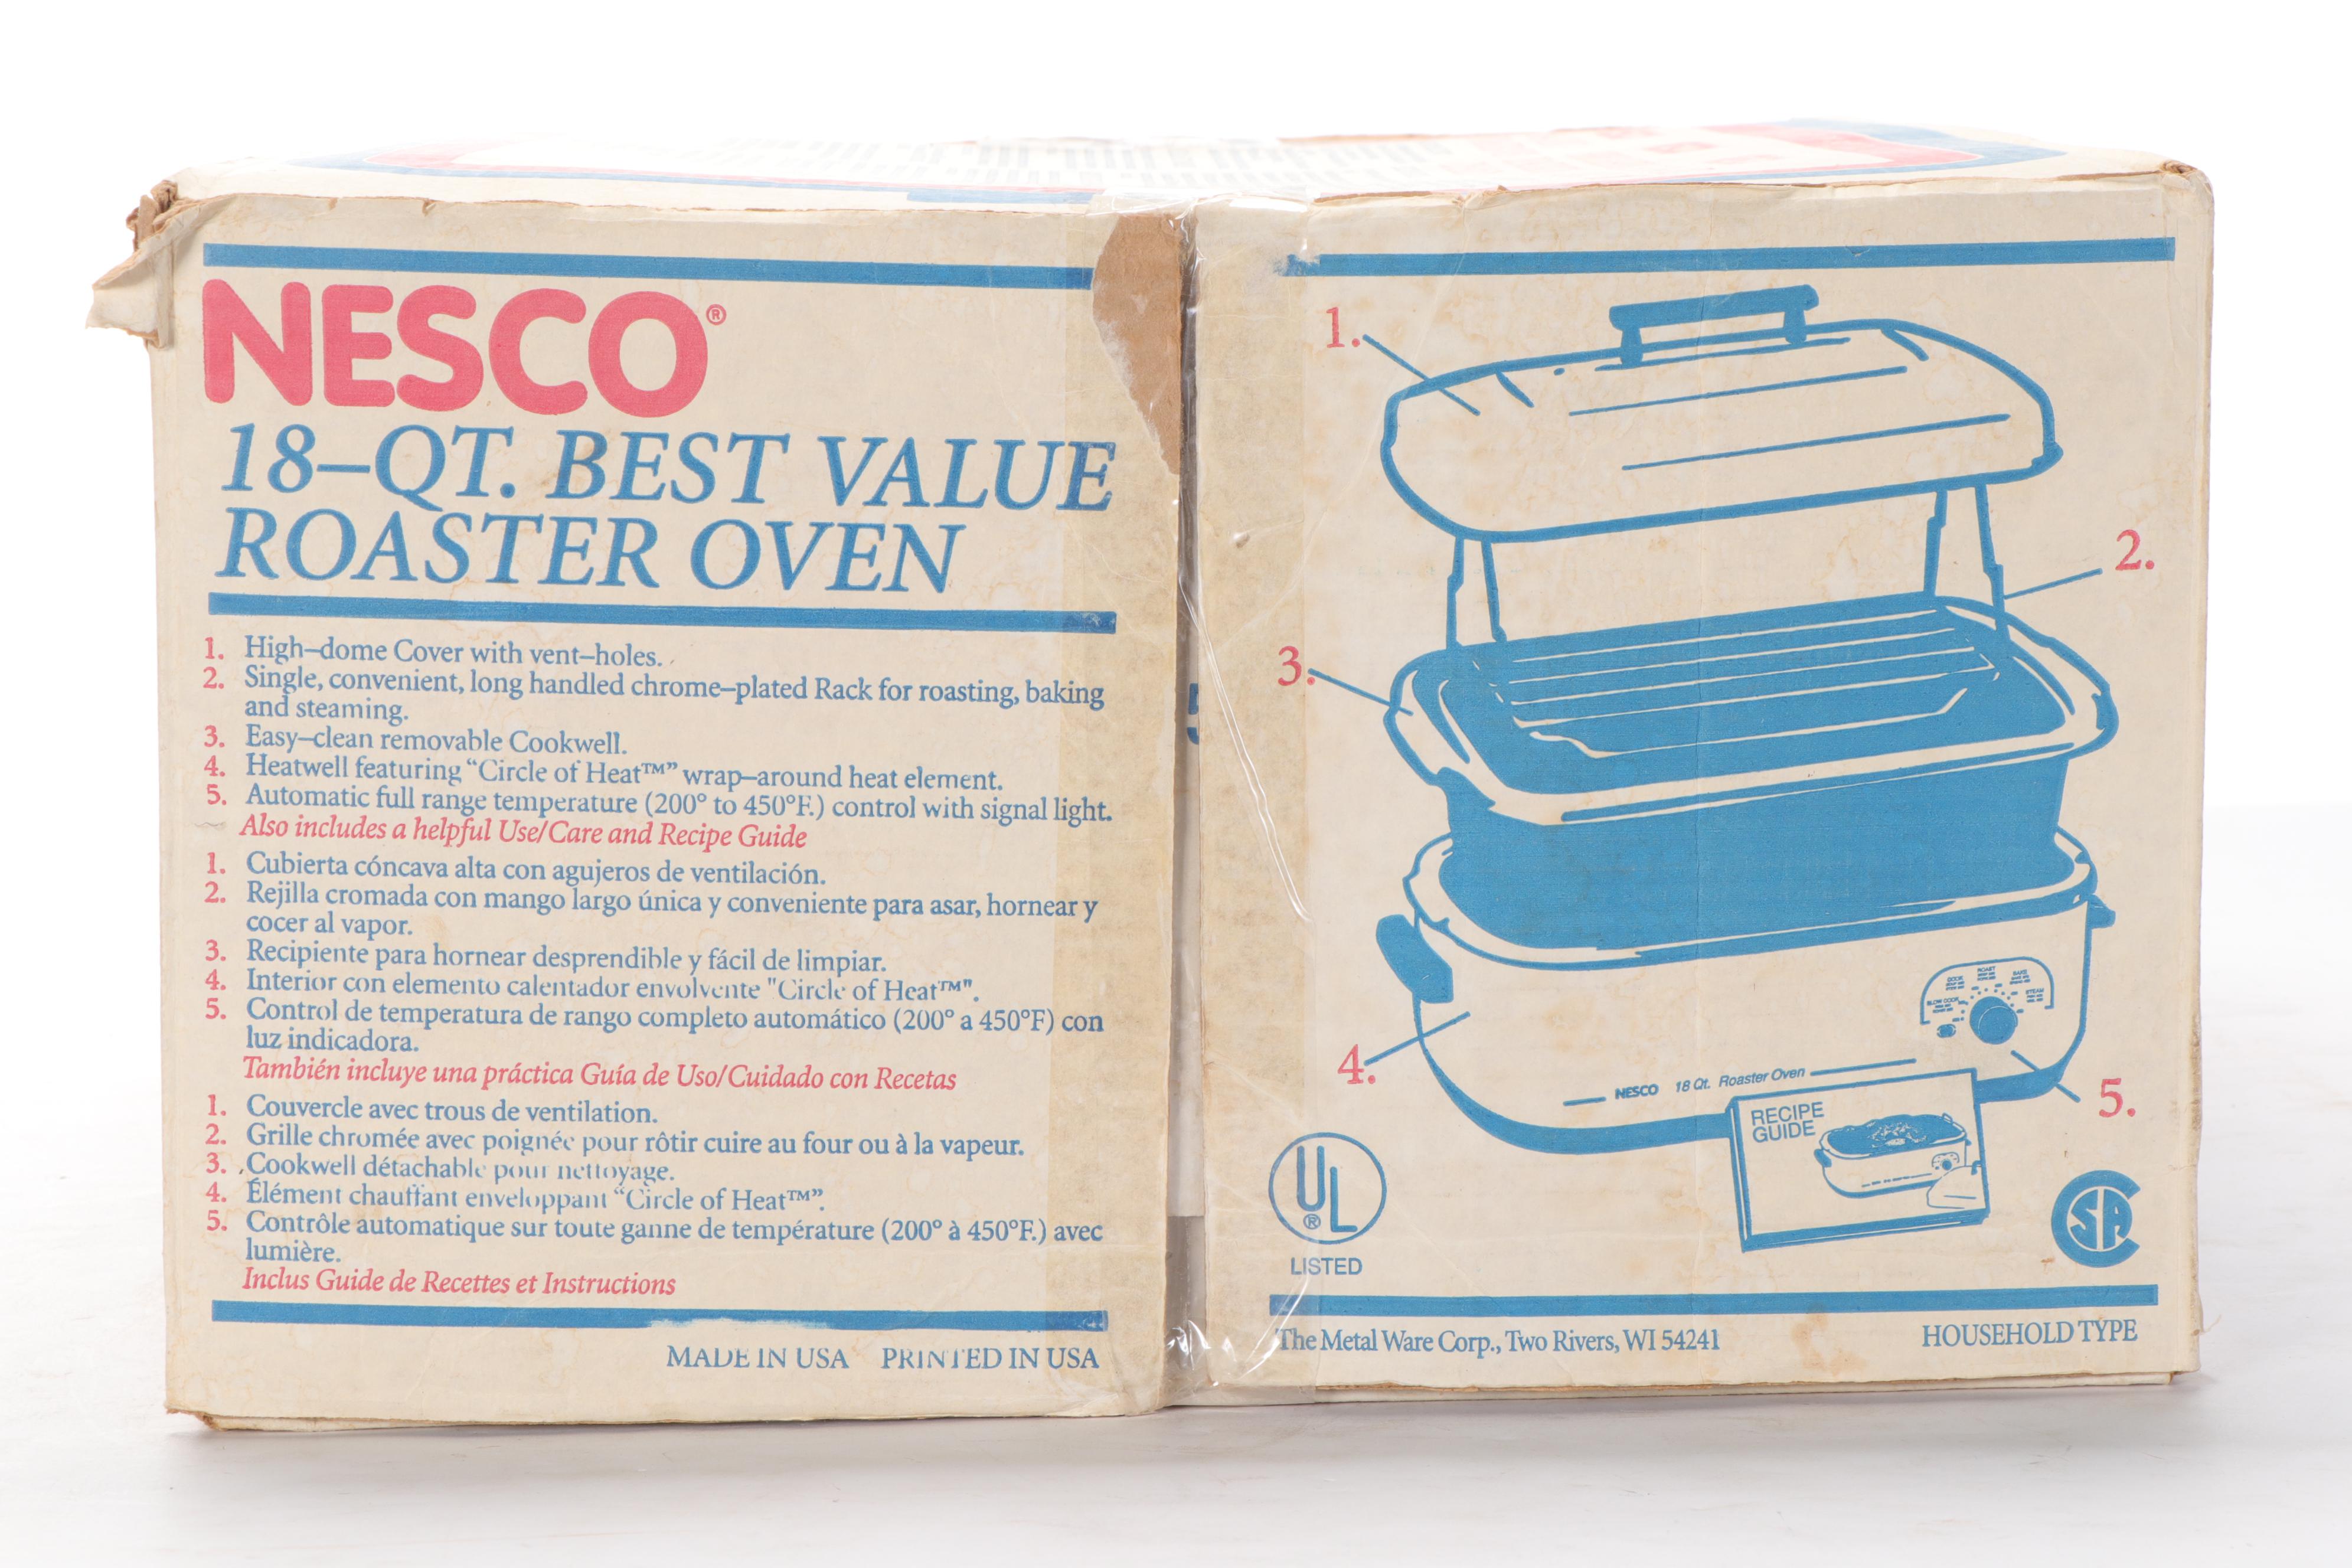 NESCO®
18–QT. BEST VALUE
ROASTER OVEN
1. High–dome Cover with vent–holes.
2. Single, convenient, long handled chrome–plated Rack for roasting, baking
and steaming.
3. Easy–clean removable Cookwell.
4. Heatwell featuring “Circle of Heat™” wrap–around heat element.
5. Automatic full range temperature (200° to 450°F.) control with signal light.
Also includes a helpful Use/Care and Recipe Guide
1. Cubierta cóncava alta con agujeros de ventilación.
2. Rejilla cromada con mango largo única y conveniente para asar, hornear y
cocer al vapor.
3. Recipiente para hornear desprendible y fácil de limpiar.
4. Interior con elemento calentador envolvente "Circle of Heat™".
5. Control de temperatura de rango completo automático (200° a 450°F) con
luz indicadora.
También incluye una práctica Guía de Uso/Cuidado con Recetas
1. Couvercle avec trous de ventilation.
2. Grille chromée avec poignée pour rôtir cuire au four ou à la vapeur.
3. Cookwell détachable pour nettoyage.
4. Élément chauffant enveloppant “Circle of Heat™”.
5. Contrôle automatique sur toute ganne de température (200° à 450°F.) avec
lumière.
Inclus Guide de Recettes et Instructions
MADE IN USA PRINTED IN USA
1.
2.
3.
4.
5.
SLOW COOK
COOK
ROAST
BAKE
STEAM
NESCO 18 Qt. Roaster Oven
RECIPE
GUIDE
UL®
LISTED
SA
The Metal Ware Corp., Two Rivers, WI 54241
HOUSEHOLD TYPE